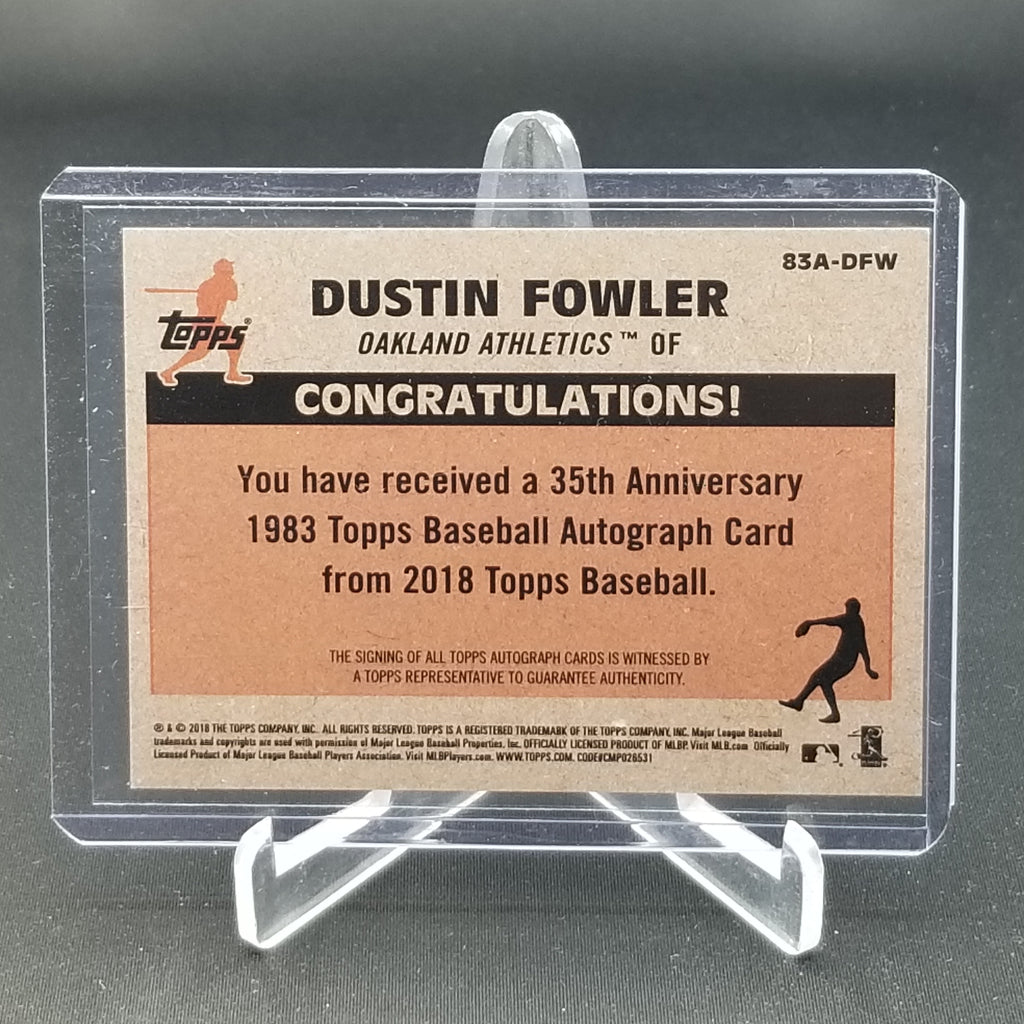 83A-DFW
DUSTIN FOWLER
Topps®
OAKLAND ATHLETICS™ OF
CONGRATULATIONS!
You have received a 35th Anniversary
1983 Topps Baseball Autograph Card
from 2018 Topps Baseball.
THE SIGNING OF ALL TOPPS AUTOGRAPH CARDS IS WITNESSED BY
A TOPPS REPRESENTATIVE TO GUARANTEE AUTHENTICITY.
® & © 2018 THE TOPPS COMPANY, INC. ALL RIGHTS RESERVED. TOPPS IS A REGISTERED TRADEMARK OF THE TOPPS COMPANY, INC. Major League Baseball
trademarks and copyrights are used with permission of Major League Baseball Properties, Inc. OFFICIALLY LICENSED PRODUCT OF MLBP. Visit MLB.com Officially
Licensed Product of Major League Baseball Players Association. Visit MLBPlayers.com. WWW.TOPPS.COM. CODE#CMP026531